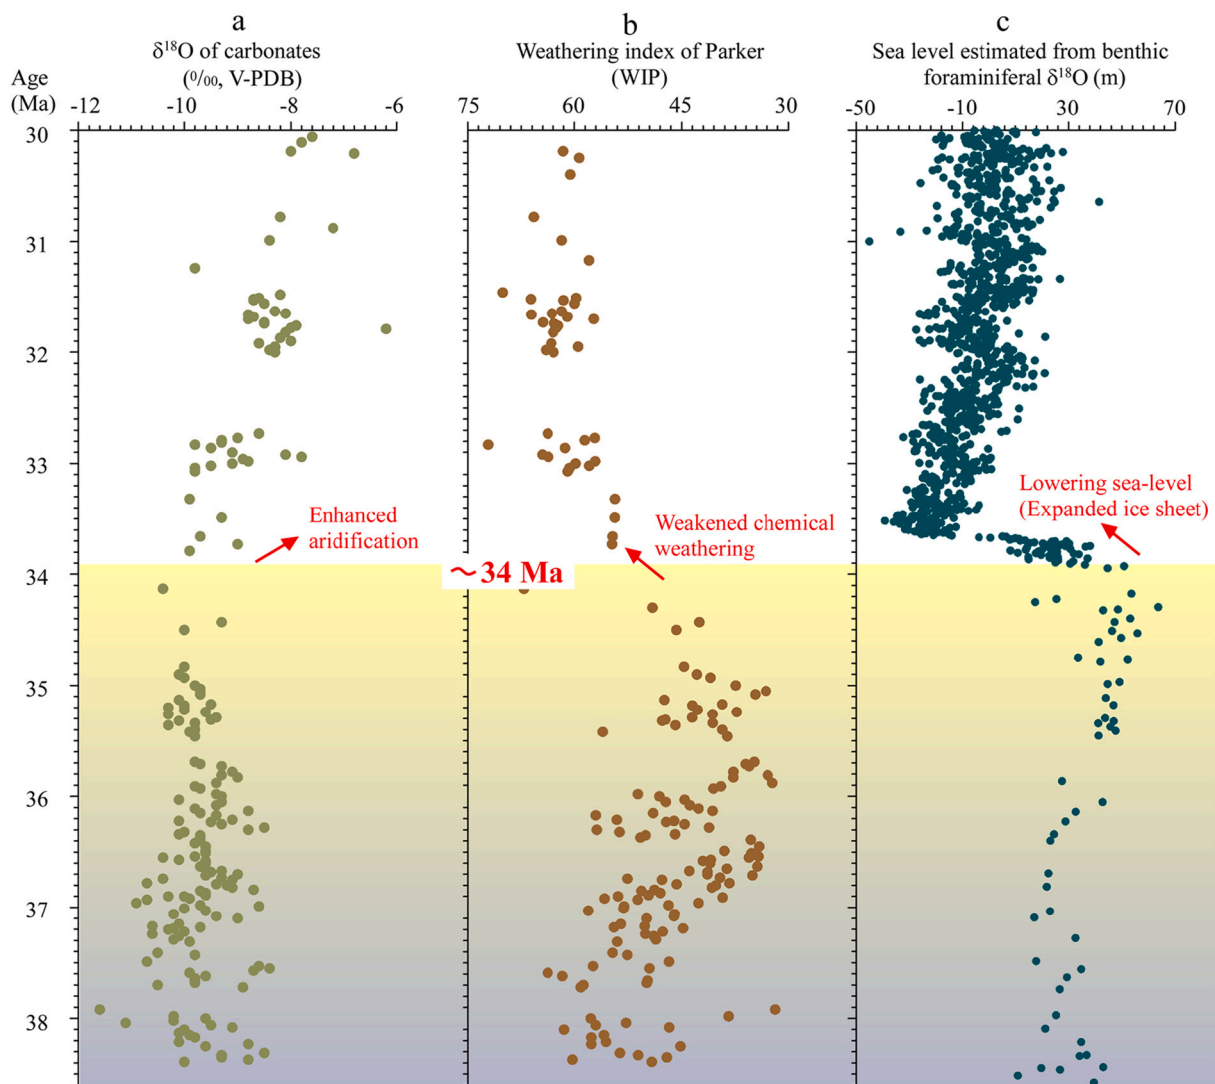 a
b
c
δ¹⁸O of carbonates
(‰, V-PDB)
Weathering index of Parker
(WIP)
Sea level estimated from benthic
foraminiferal δ¹⁸O (m)
Age
(Ma)
-12 -10 -8 -6
75 60 45 30
-50 -10 30 70
30
31
32
33
34
35
36
37
38
Enhanced
aridification
Weakened chemical
weathering
Lowering sea-level
(Expanded ice sheet)
～34 Ma